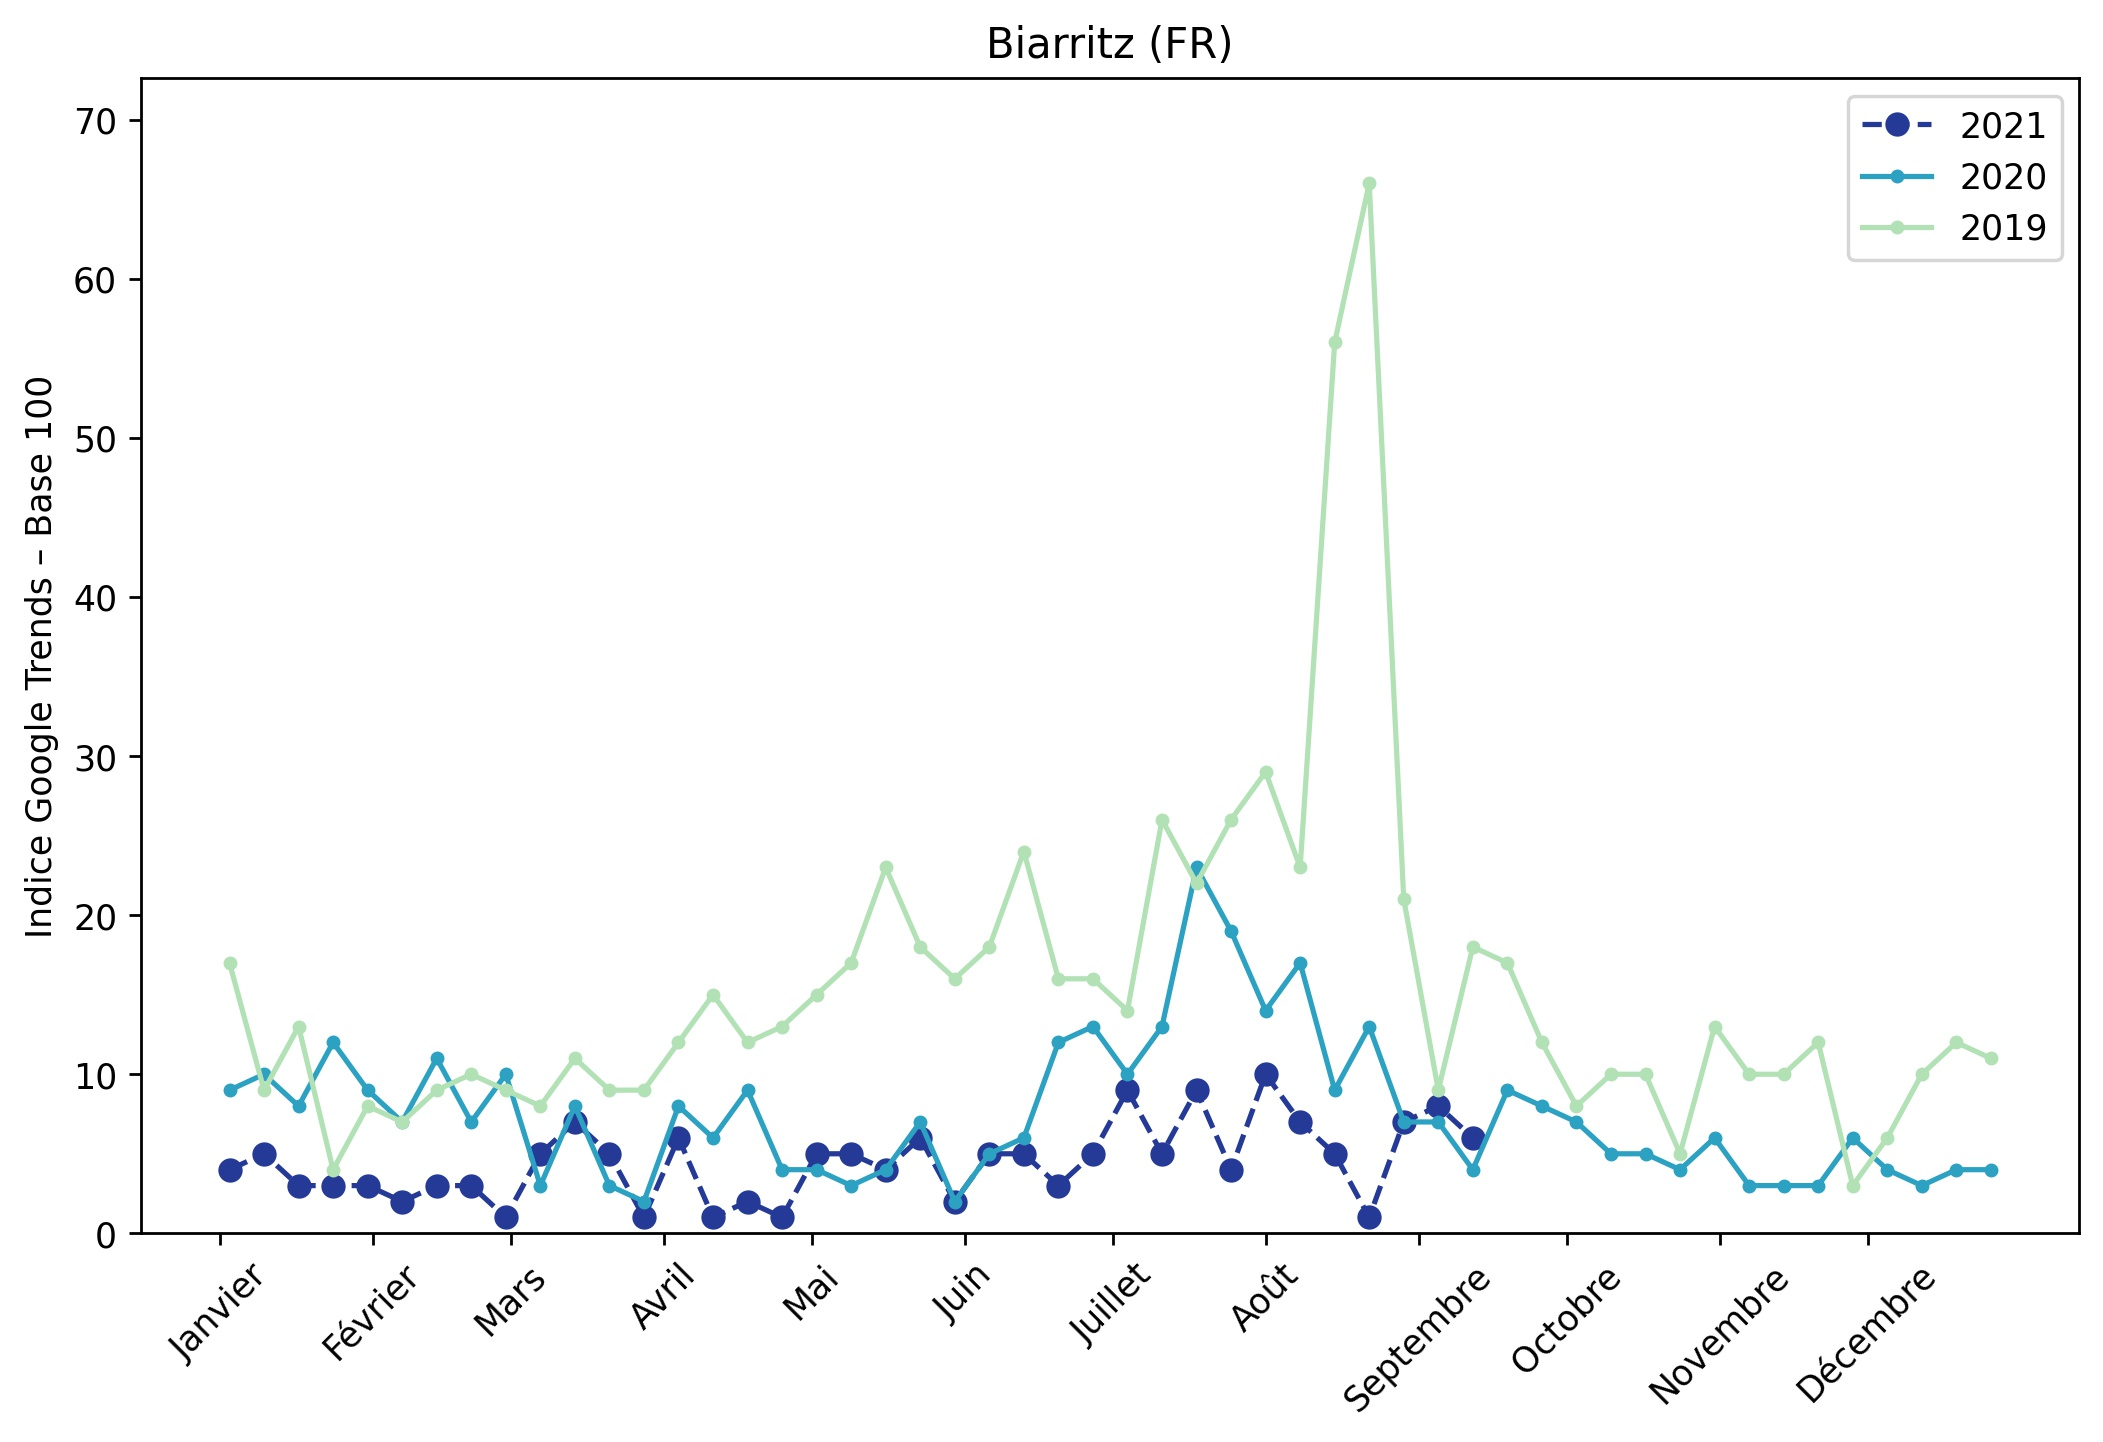 Biarritz (FR)
Indice Google Trends – Base 100
70
60
50
40
30
20
10
0
2021
2020
2019
Janvier
Février
Mars
Avril
Mai
Juin
Juillet
Août
Septembre
Octobre
Novembre
Décembre